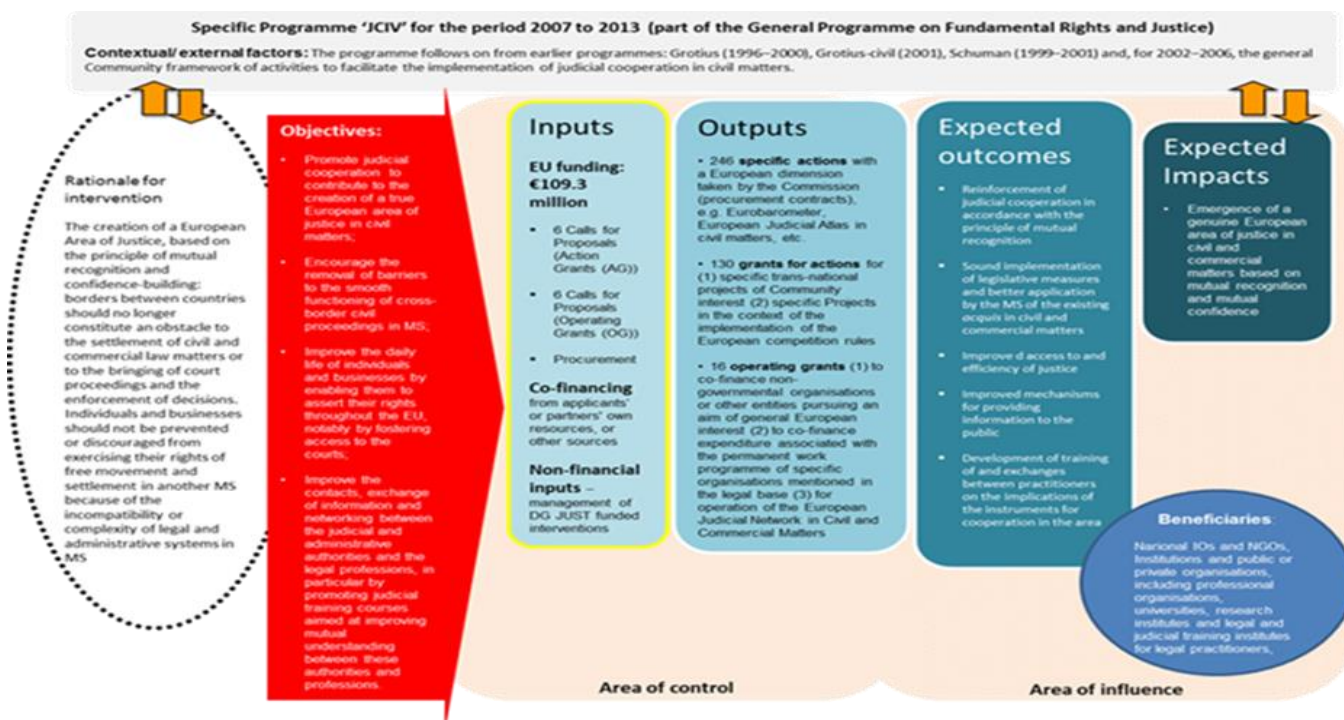 Specific Programme 'JCIV' for the period 2007 to 2013 (part of the General Programme on Fundamental Rights and Justice)
Contextual/external factors: The programme follows on from earlier programmes: Grotius (1996–2000), Grotius-civil (2001), Schuman (1999–2001) and, for 2002–2006, the general
Community framework of activities to facilitate the implementation of judicial cooperation in civil matters.
Rationale for
intervention
The creation of a European
Area of Justice, based on
the principle of mutual
recognition and
confidence-building:
borders between countries
should no longer
constitute an obstacle to
the settlement of civil and
commercial law matters or
to the bringing of court
proceedings and the
enforcement of decisions.
Individuals and businesses
should not be prevented
or discouraged from
exercising their rights of
free movement and
settlement in another MS
because of the
incompatibility or
complexity of legal and
administrative systems in
MS
Objectives:
• Promote judicial
cooperation to
contribute to the
creation of a true
European area of
justice in civil
matters;
• Encourage the
removal of barriers
to the smooth
functioning of cross-
border civil
proceedings in MS;
• Improve the daily
life of individuals
and businesses by
enabling them to
assert their rights
throughout the EU,
notably by fostering
access to the
courts;
• Improve the
contacts, exchange
of information and
networking between
the judicial and
administrative
authorities and the
legal professions, in
particular by
promoting judicial
training courses
aimed at improving
mutual
understanding
between these
authorities and
professions.
Inputs
EU funding:
€109.3
million
▪ 6 Calls for
Proposals
(Action
Grants (AG))
▪ 6 Calls for
Proposals
(Operating
Grants (OG))
▪ Procurement
Co-financing
from applicants'
or partners' own
resources, or
other sources
Non-financial
inputs –
management of
DG JUST funded
interventions
Outputs
• 246 specific actions with
a European dimension
taken by the Commission
(procurement contracts),
e.g. Eurobarometer,
European Judicial Atlas in
civil matters, etc.
• 130 grants for actions for
(1) specific trans-national
projects of Community
interest (2) specific Projects
in the context of the
implementation of the
European competition rules
• 16 operating grants (1) to
co-finance non-
governmental organisations
or other entities pursuing an
aim of general European
interest (2) to co-finance
expenditure associated with
the permanent work
programme of specific
organisations mentioned in
the legal base (3) for
operation of the European
Judicial Network in Civil and
Commercial Matters
Expected
outcomes
▪ Reinforcement of
judicial cooperation in
accordance with the
principle of mutual
recognition
▪ Sound implementation
of legislative measures
and better application
by the MS of the existing
acquis in civil and
commercial matters
▪ Improve d access to and
efficiency of justice
▪ Improved mechanisms
for providing
information to the
public
▪ Development of training
of and exchanges
between practitioners
on the implications of
the instruments for
cooperation in the area
Expected
Impacts
• Emergence of a
genuine European
area of justice in
civil and
commercial
matters based on
mutual recognition
and mutual
confidence
Beneficiaries
Narional IOs and NGOs,
Institutions and public or
private organisations,
including professional
organisations,
universities, research
institutes and legal and
judicial training institutes
for legal practitioners,
Area of control
Area of influence